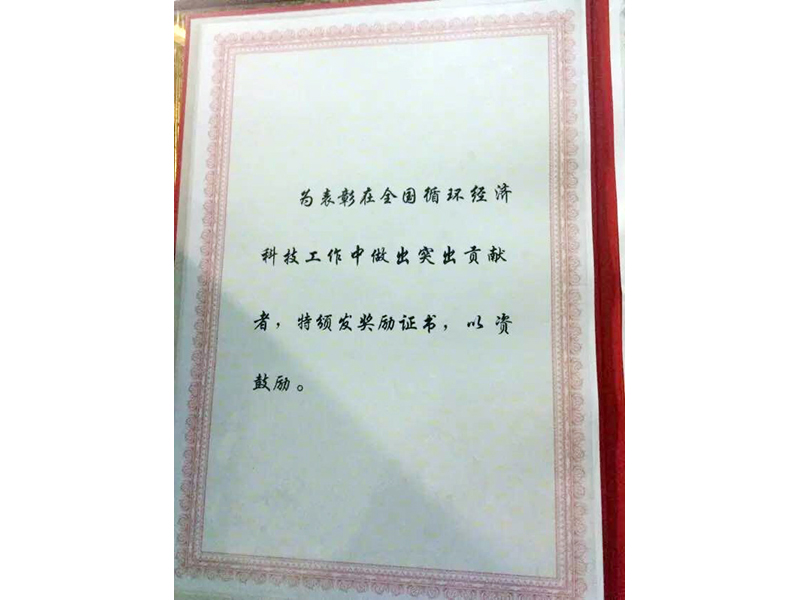 为表彰在全国循环经济
科技工作中做出突出贡献
者，特颁发奖励证书，以资
鼓励。